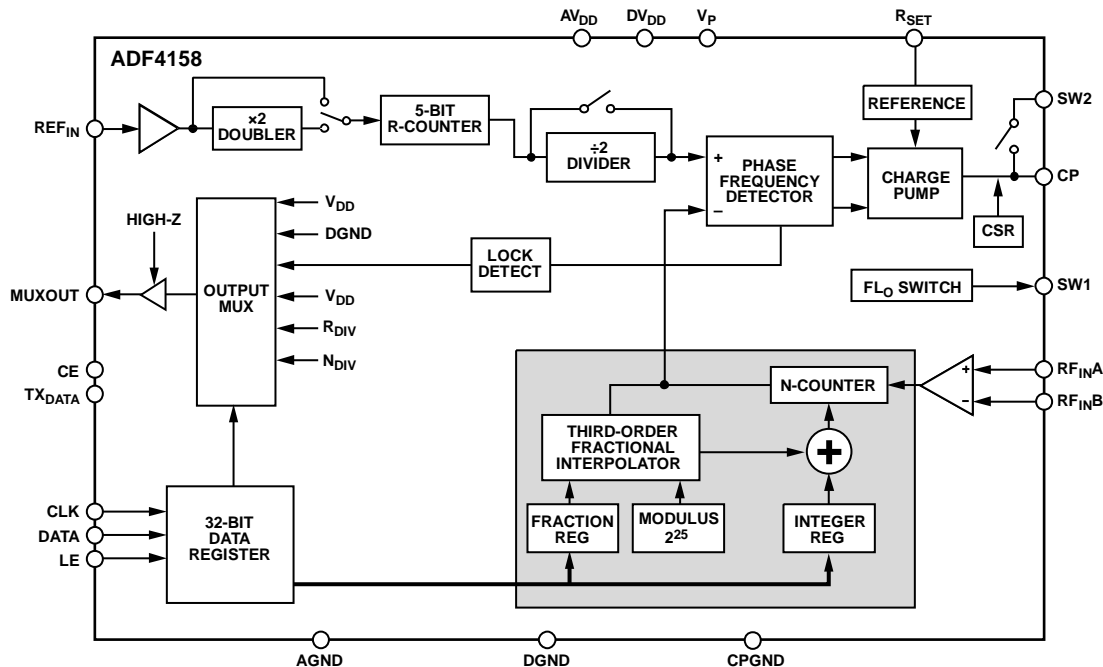 AVDD
DVDD
VP
RSET
ADF4158
REFIN
×2
DOUBLER
5-BIT
R-COUNTER
÷2
DIVIDER
+
−
PHASE
FREQUENCY
DETECTOR
REFERENCE
CHARGE
PUMP
SW2
CP
CSR
HIGH-Z
MUXOUT
OUTPUT
MUX
VDD
DGND
VDD
RDIV
NDIV
LOCK
DETECT
FLO SWITCH
SW1
CE
TXDATA
N-COUNTER
+
−
RFINA
RFINB
THIRD-ORDER
FRACTIONAL
INTERPOLATOR
+
CLK
DATA
LE
32-BIT
DATA
REGISTER
FRACTION
REG
MODULUS
2²⁵
INTEGER
REG
AGND
DGND
CPGND